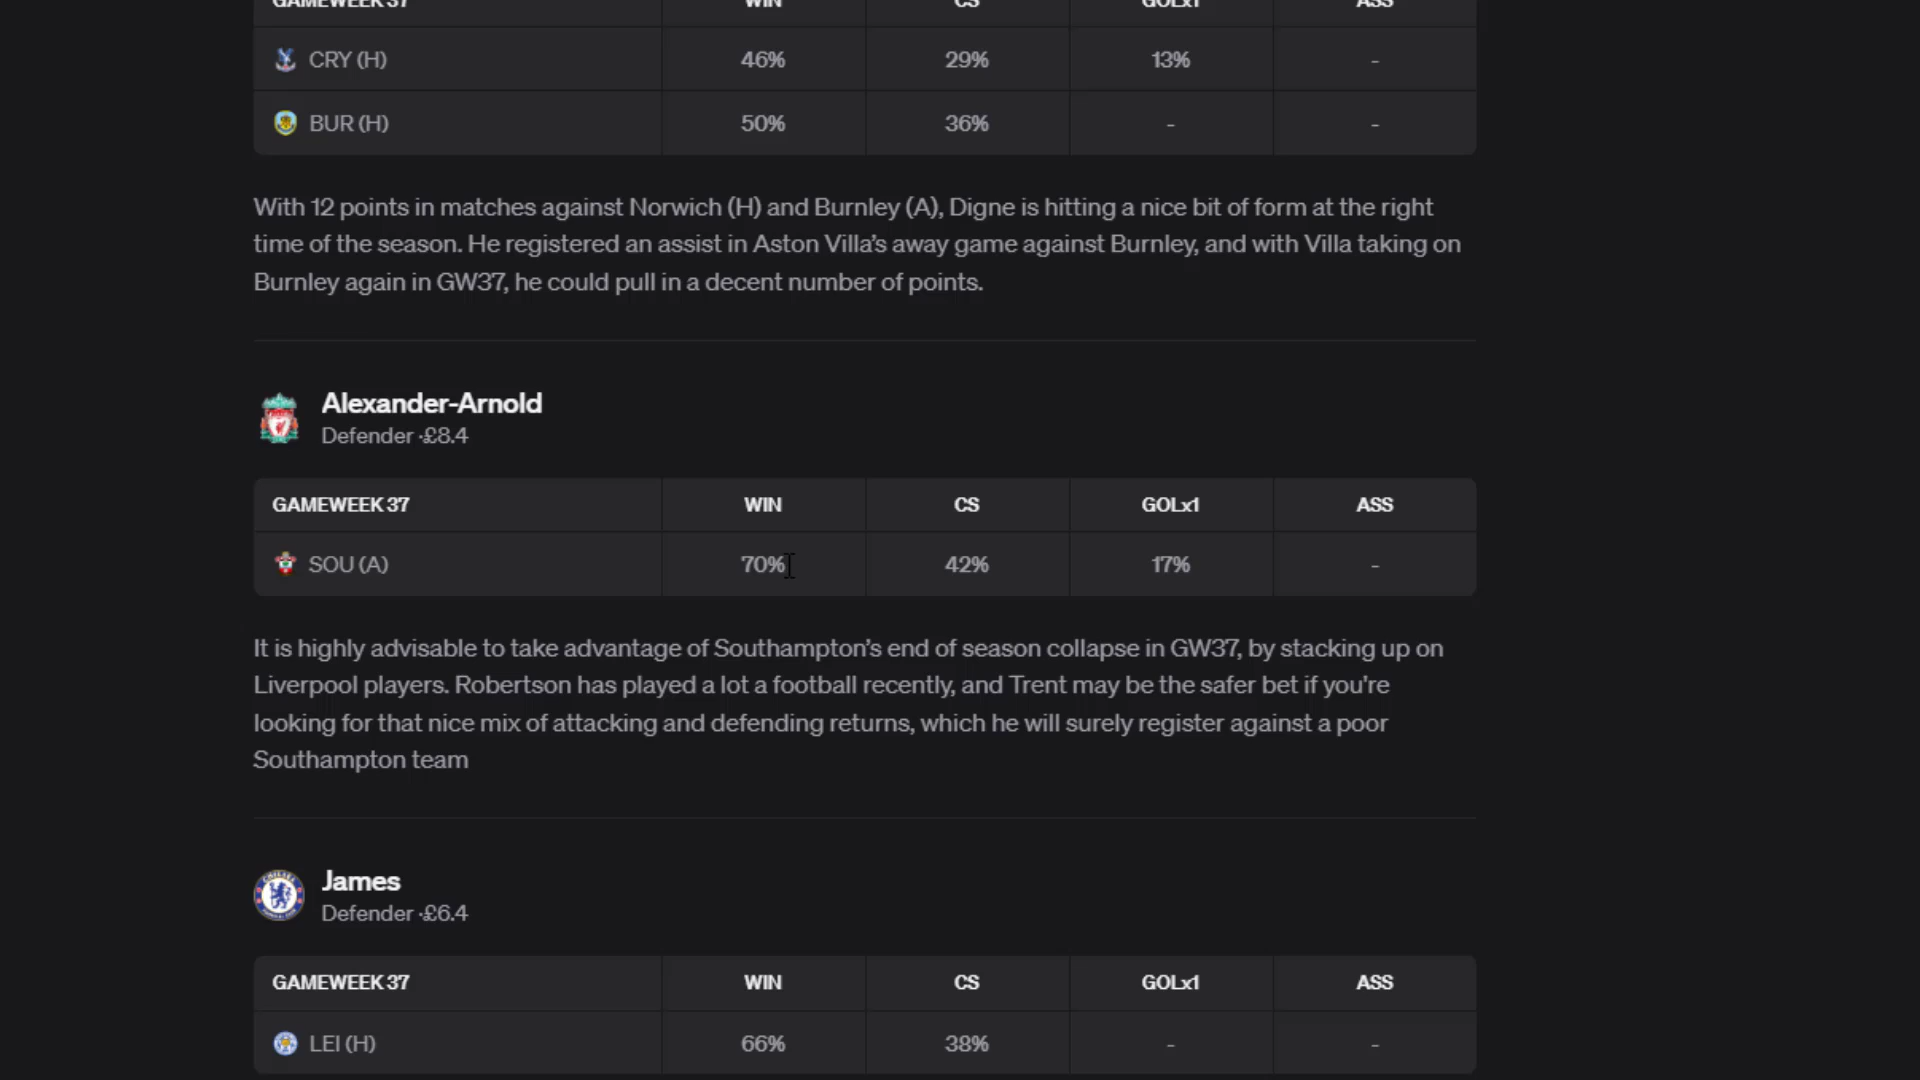 GAMEWEEK 37 WIN CS GOLx1 ASS
CRY (H) 46% 29% 13% -
BUR (H) 50% 36% - -
With 12 points in matches against Norwich (H) and Burnley (A), Digne is hitting a nice bit of form at the right
time of the season. He registered an assist in Aston Villa's away game against Burnley, and with Villa taking on
Burnley again in GW37, he could pull in a decent number of points.
Alexander-Arnold
Defender ·£8.4
GAMEWEEK 37 WIN CS GOLx1 ASS
SOU (A) 70% 42% 17% -
It is highly advisable to take advantage of Southampton's end of season collapse in GW37, by stacking up on
Liverpool players. Robertson has played a lot a football recently, and Trent may be the safer bet if you're
looking for that nice mix of attacking and defending returns, which he will surely register against a poor
Southampton team
James
Defender ·£6.4
GAMEWEEK 37 WIN CS GOLx1 ASS
LEI (H) 66% 38% - -